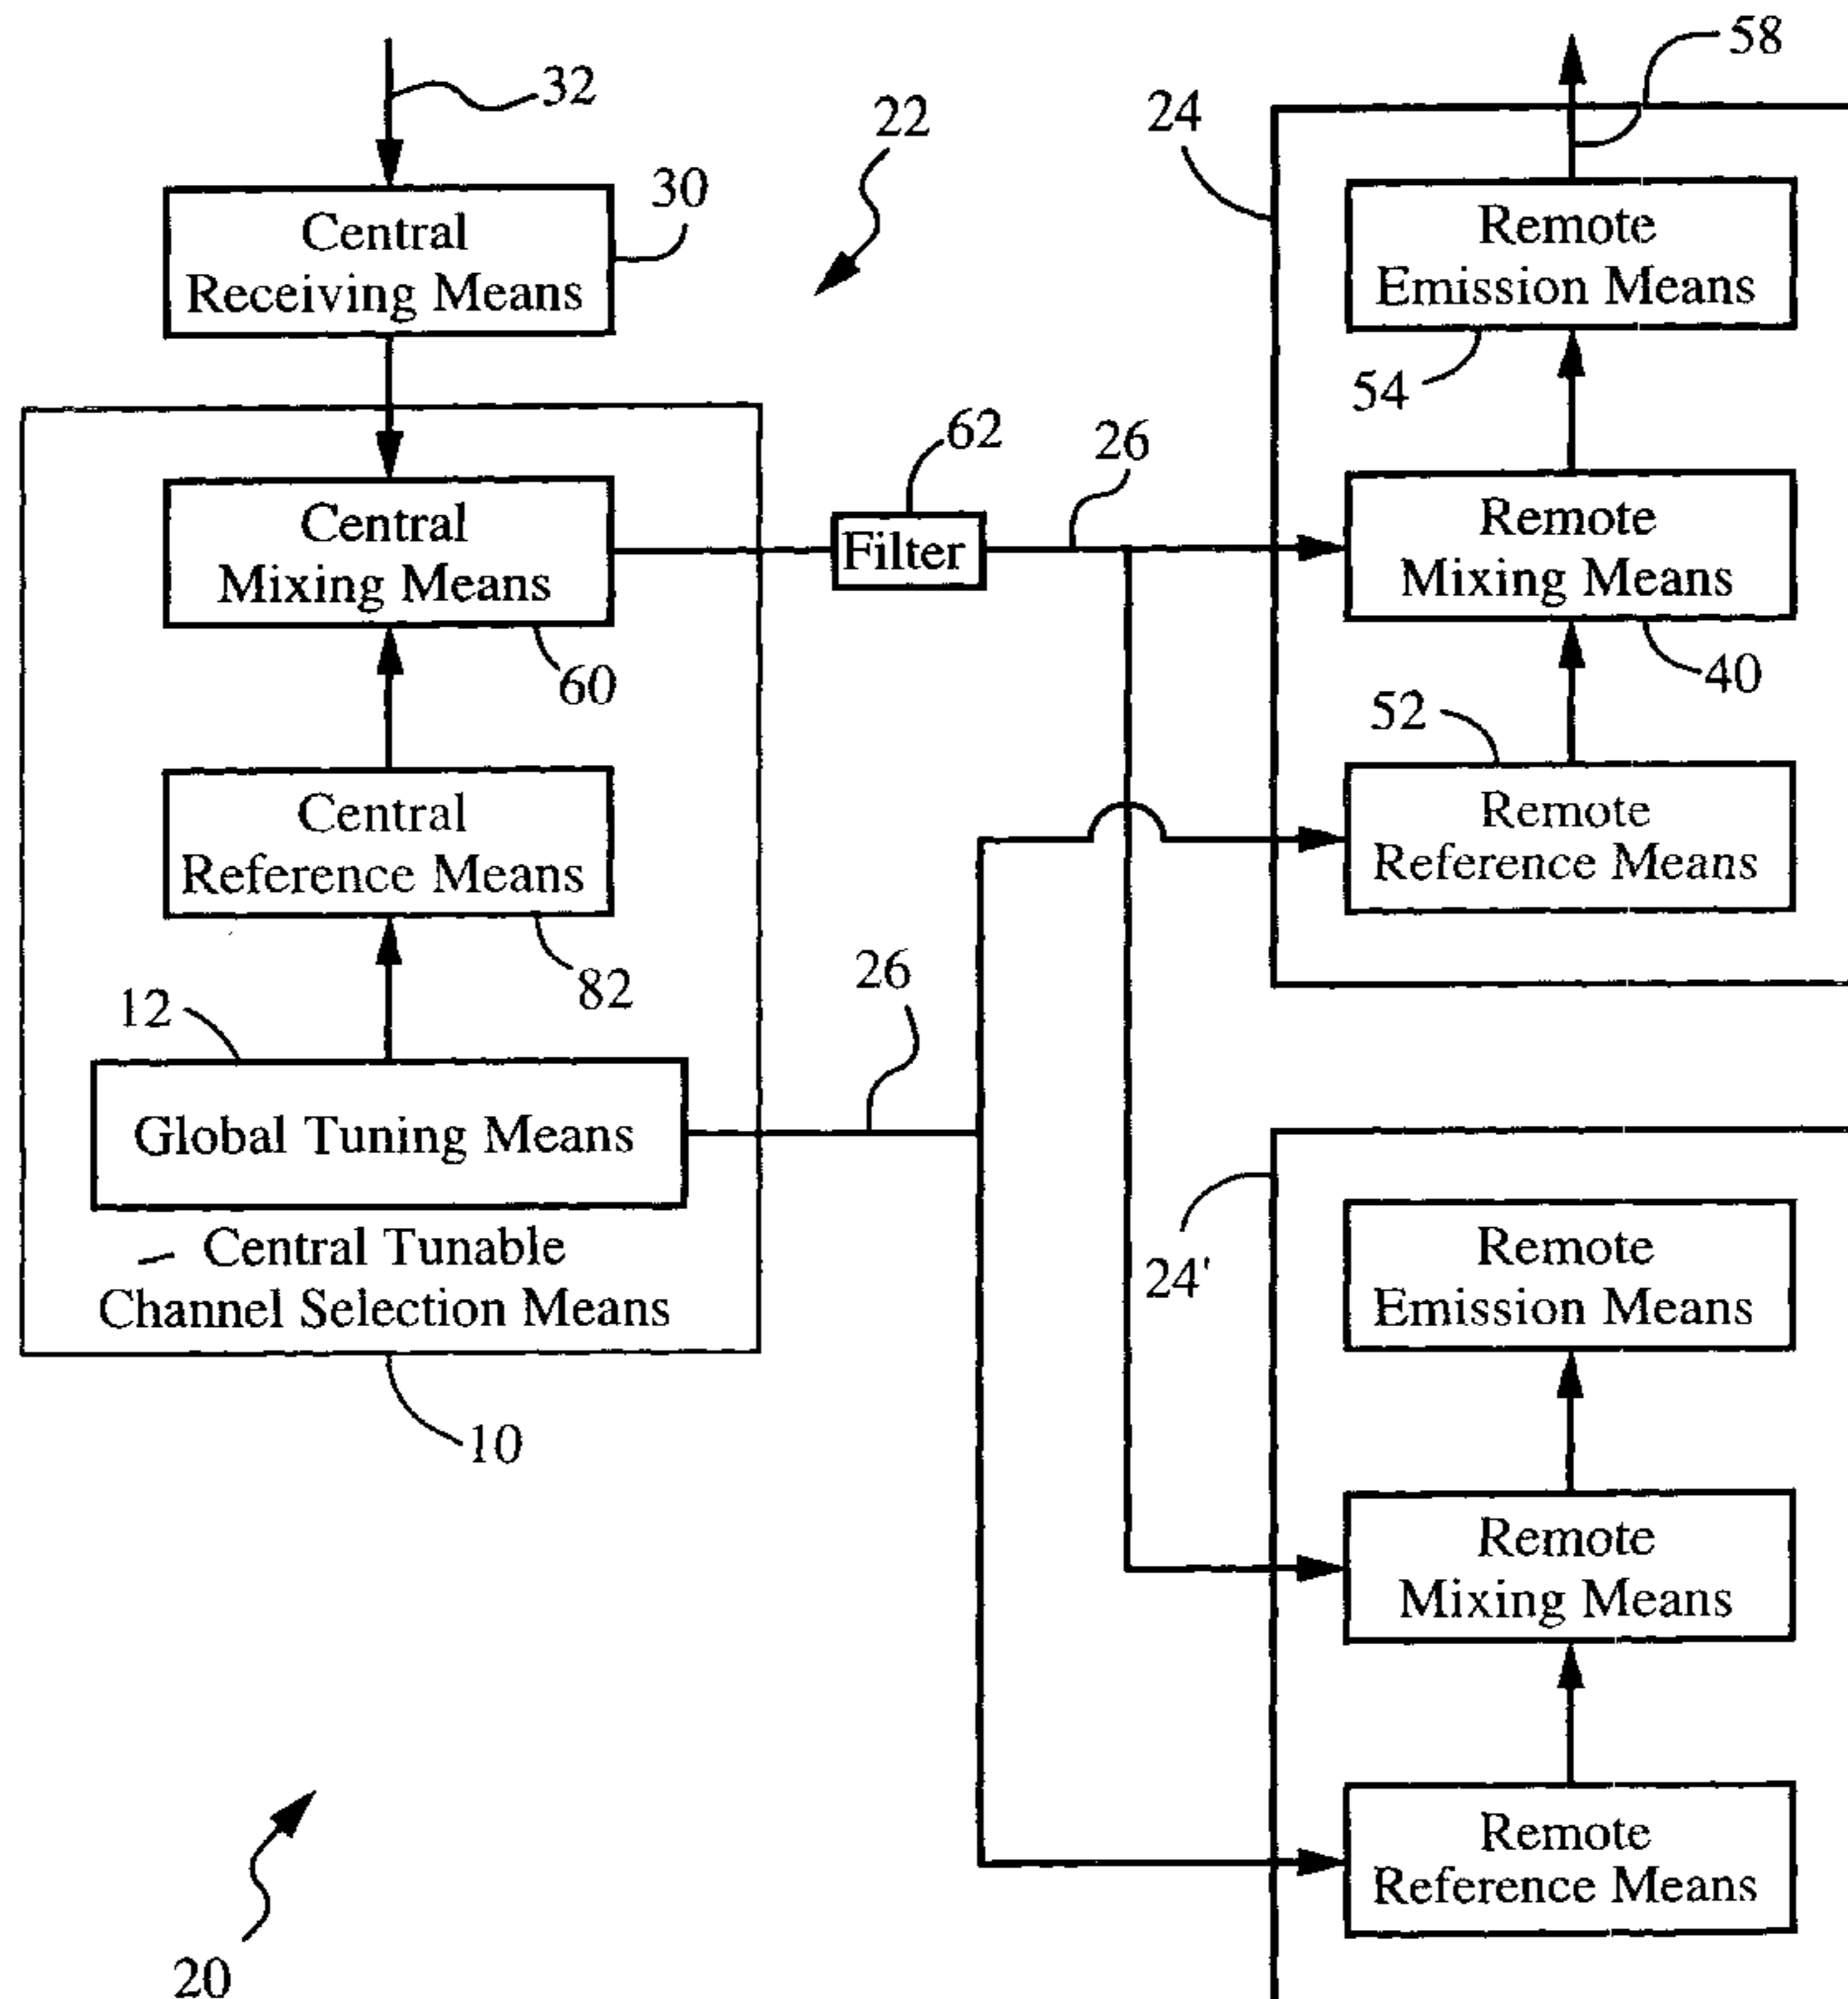 32
22
24
58
30
Central
Receiving Means
Remote
Emission Means
54
62
26
Central
Mixing Means
Filter
Remote
Mixing Means
60
40
52
Central
Reference Means
Remote
Reference Means
82
26
12
Global Tuning Means
Central Tunable
Channel Selection Means
10
24'
Remote
Emission Means
Remote
Mixing Means
Remote
Reference Means
20